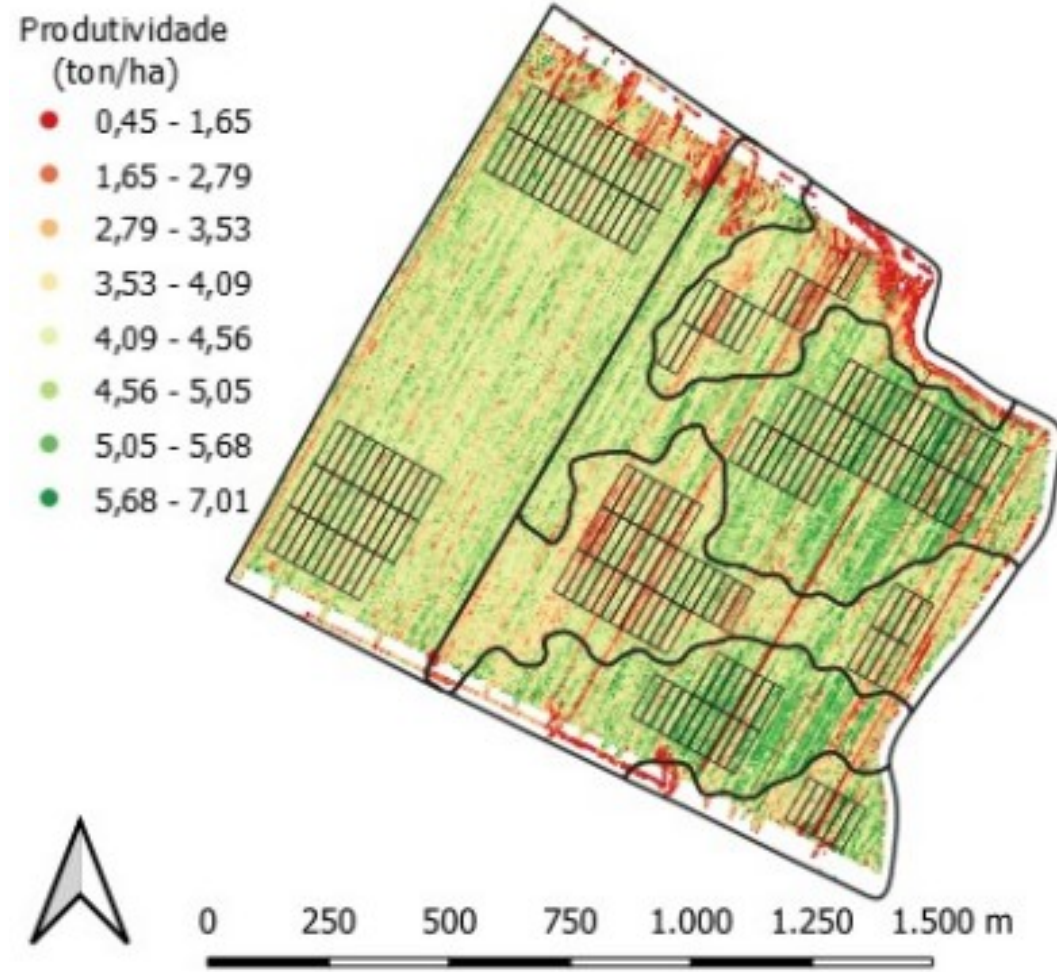 Produtividade
(ton/ha)
0,45 - 1,65
1,65 - 2,79
2,79 - 3,53
3,53 - 4,09
4,09 - 4,56
4,56 - 5,05
5,05 - 5,68
5,68 - 7,01
0 250 500 750 1.000 1.250 1.500 m